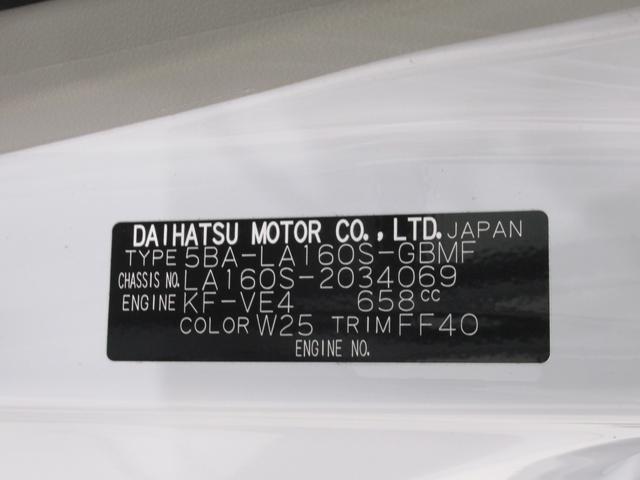 DAIHATSU MOTOR CO., LTD. JAPAN
TYPE 5BA-LA160S-GBMF
CHASSIS NO. LA160S-2034069
ENGINE KF-VE4 658cc
COLOR W25 TRIM FF40
ENGINE NO.